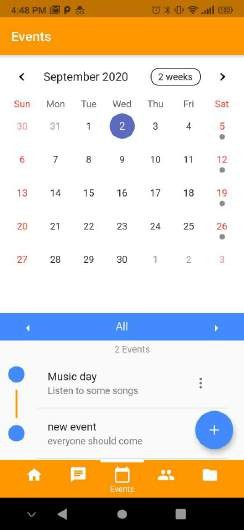 4:48 PM
Events
September 2020 2 weeks
Sun Mon Tue Wed Thu Fri Sat
30 31 1 2 3 4 5
6 7 8 9 10 11 12
13 14 15 16 17 18 19
20 21 22 23 24 25 26
27 28 29 30 1 2 3
All
2 Events
Music day
Listen to some songs
new event
everyone should come
Events